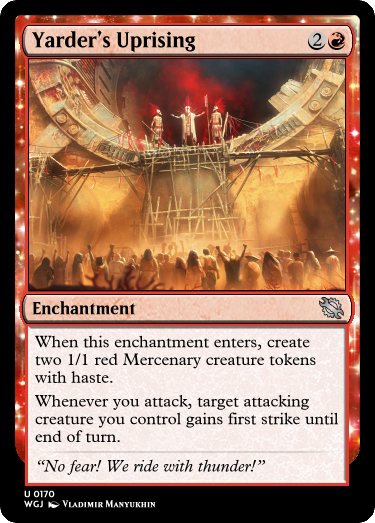 Yarder's Uprising 2
Enchantment
When this enchantment enters, create
two 1/1 red Mercenary creature tokens
with haste.
Whenever you attack, target attacking
creature you control gains first strike until
end of turn.
"No fear! We ride with thunder!"
U 0170
WGJ Vladimir Manyukhin